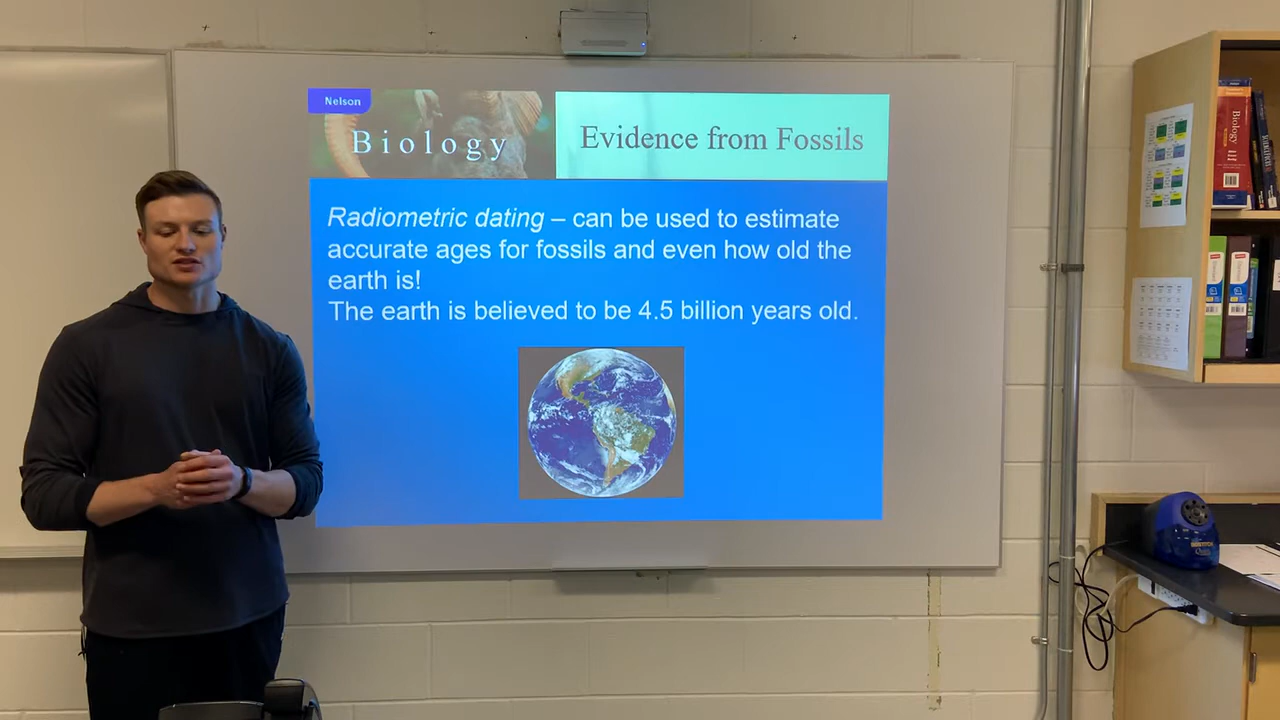 Nelson
Biology
Evidence from Fossils
Radiometric dating – can be used to estimate
accurate ages for fossils and even how old the
earth is!
The earth is believed to be 4.5 billion years old.
Biology